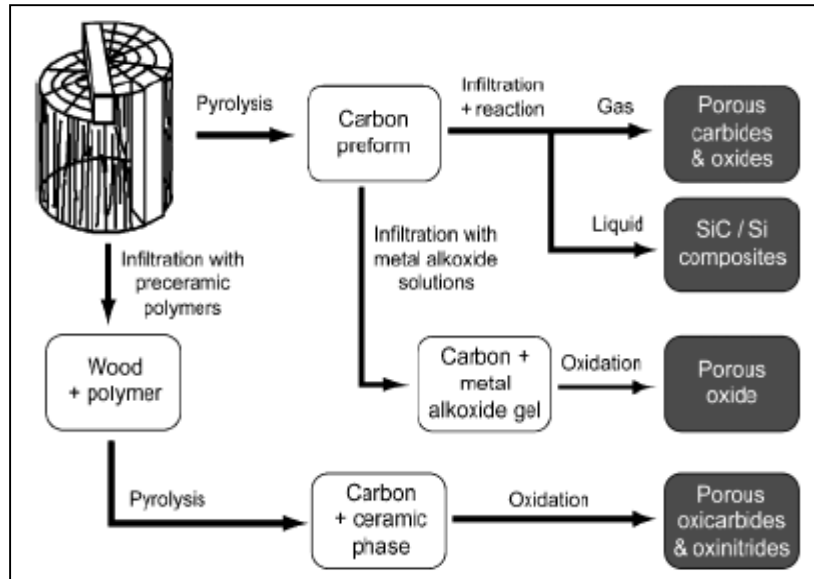 Pyrolysis
Carbon
preform
Infiltration
+ reaction
Gas
Porous
carbides
& oxides
Liquid
SiC / Si
composites
Infiltration with
preceramic
polymers
Infiltration with
metal alkoxide
solutions
Wood
+ polymer
Carbon +
metal
alkoxide gel
Oxidation
Porous
oxide
Pyrolysis
Carbon
+ ceramic
phase
Oxidation
Porous
oxicarbides
& oxinitrides